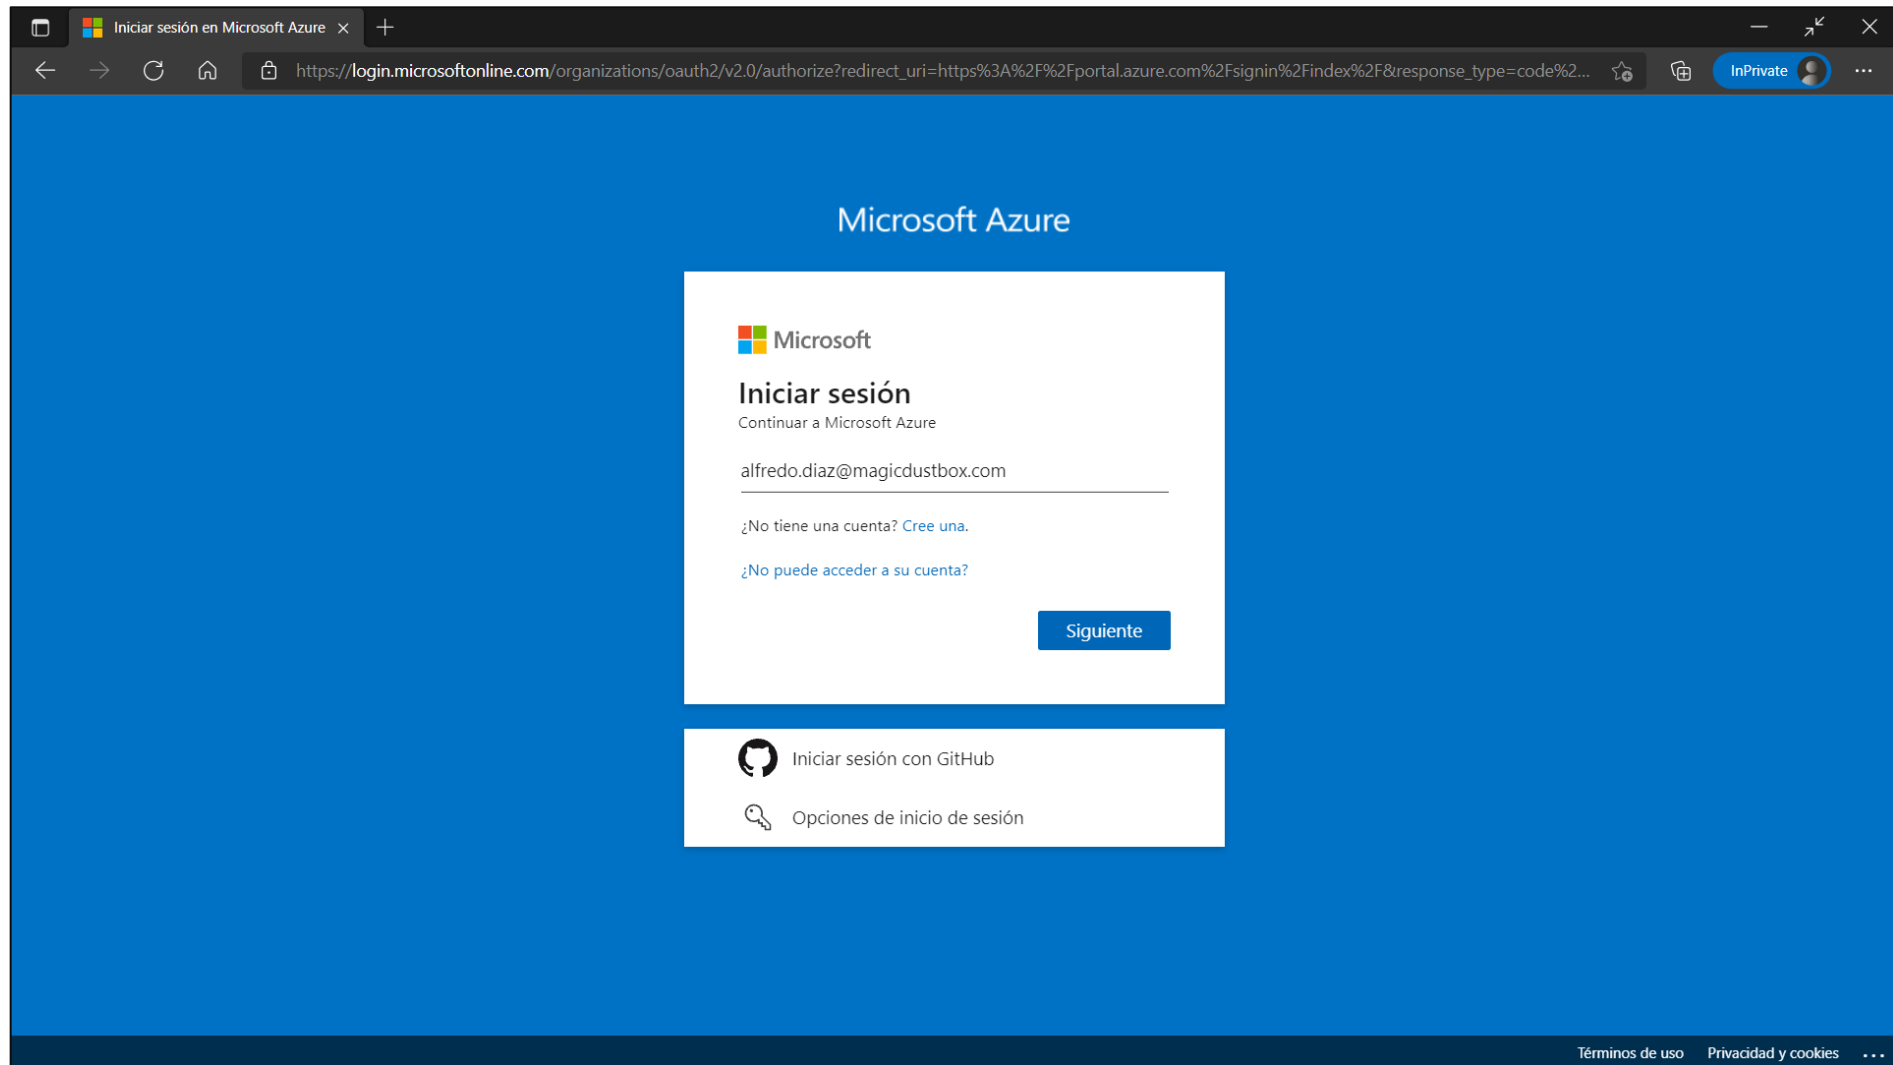 Iniciar sesión en Microsoft Azure
https://login.microsoftonline.com/organizations/oauth2/v2.0/authorize?redirect_uri=https%3A%2F%2Fportal.azure.com%2Fsignin%2Findex%2F&response_type=code%2...
InPrivate
Microsoft Azure
Microsoft
Iniciar sesión
Continuar a Microsoft Azure
alfredo.diaz@magicdustbox.com
¿No tiene una cuenta? Cree una.
¿No puede acceder a su cuenta?
Siguiente
Iniciar sesión con GitHub
Opciones de inicio de sesión
Términos de uso Privacidad y cookies ...